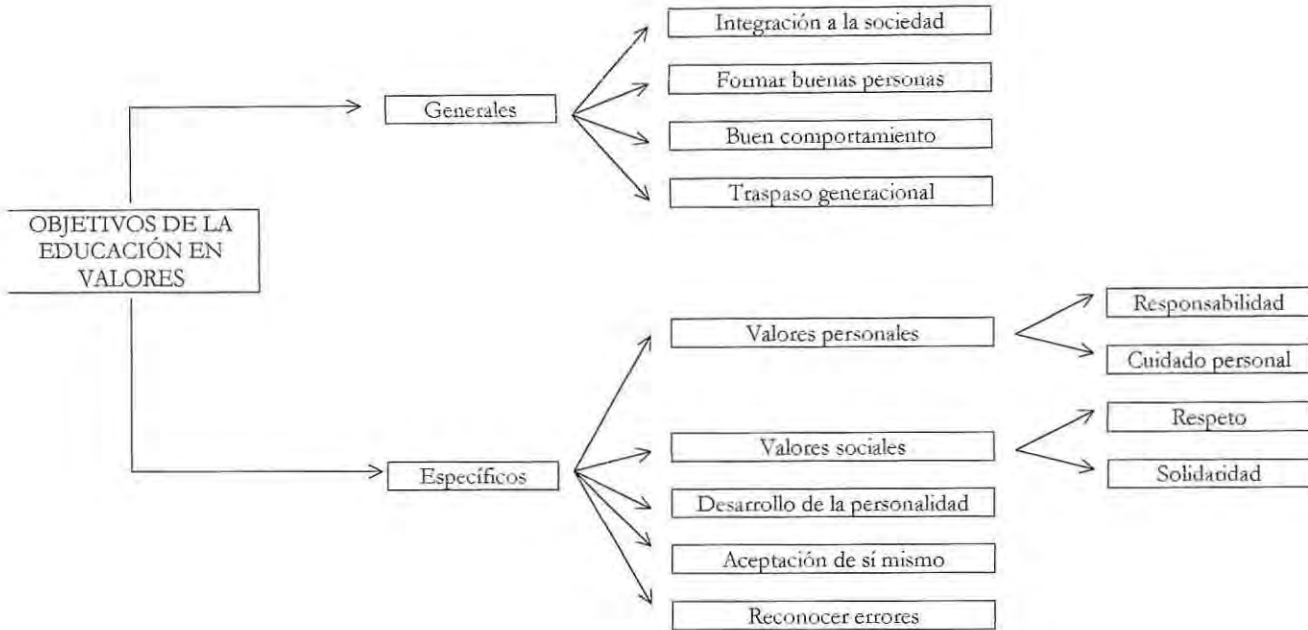 OBJETIVOS DE LA
EDUCACIÓN EN
VALORES
Generales
Integración a la sociedad
Formar buenas personas
Buen comportamiento
Traspaso generacional
Específicos
Valores personales
Responsabilidad
Cuidado personal
Valores sociales
Respeto
Solidaridad
Desarrollo de la personalidad
Aceptación de sí mismo
Reconocer errores